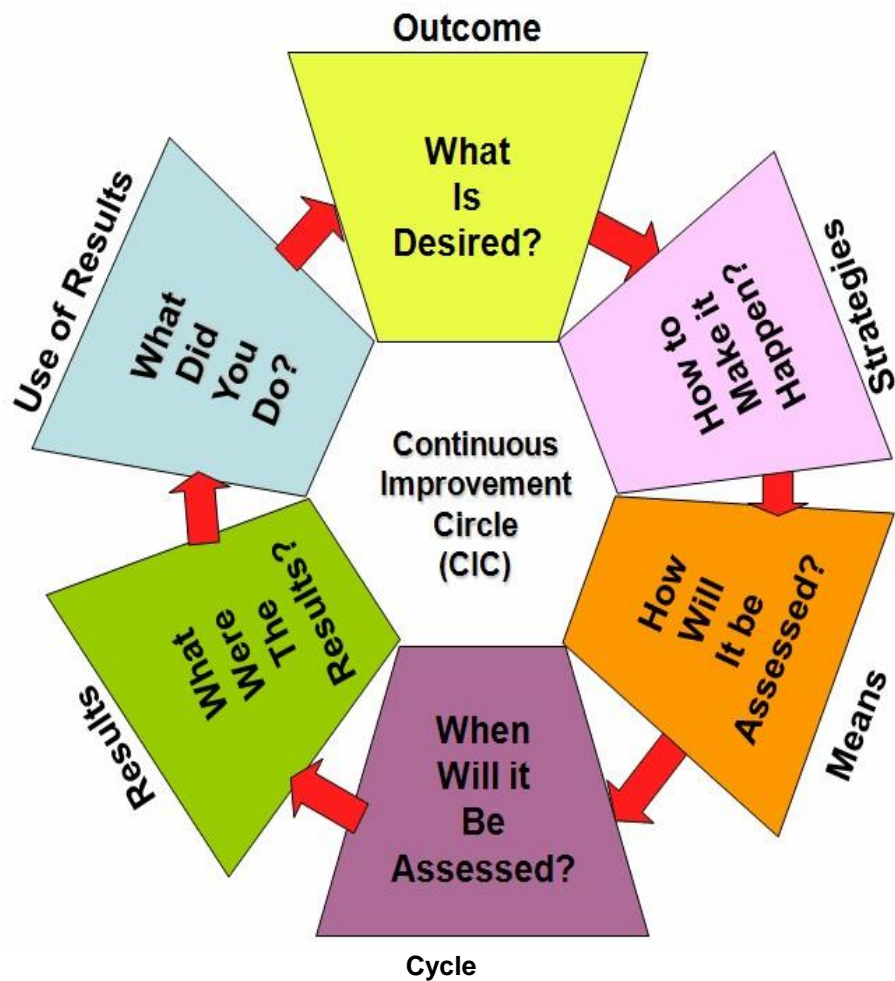 Outcome
What
Is
Desired?
Strategies
How to
Make it
Happen?
Means
How
Will
It be
Assessed?
When
Will it
Be
Assessed?
Cycle
Results
What
Were
The
Results?
Use of Results
What
Did
You
Do?
Continuous
Improvement
Circle
(CIC)